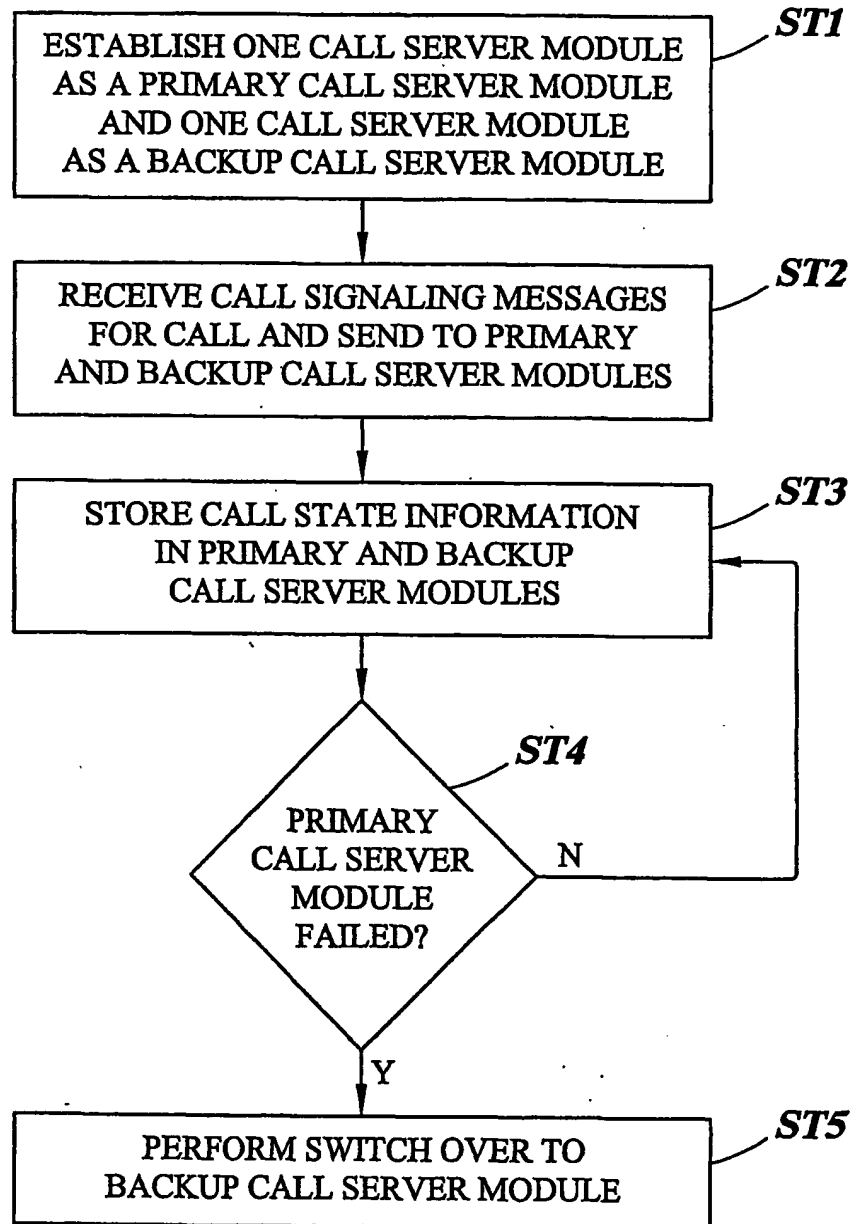 ST1
ESTABLISH ONE CALL SERVER MODULE
AS A PRIMARY CALL SERVER MODULE
AND ONE CALL SERVER MODULE
AS A BACKUP CALL SERVER MODULE
ST2
RECEIVE CALL SIGNALING MESSAGES
FOR CALL AND SEND TO PRIMARY
AND BACKUP CALL SERVER MODULES
ST3
STORE CALL STATE INFORMATION
IN PRIMARY AND BACKUP
CALL SERVER MODULES
ST4
PRIMARY
CALL SERVER
MODULE
FAILED?
N
Y
ST5
PERFORM SWITCH OVER TO
BACKUP CALL SERVER MODULE